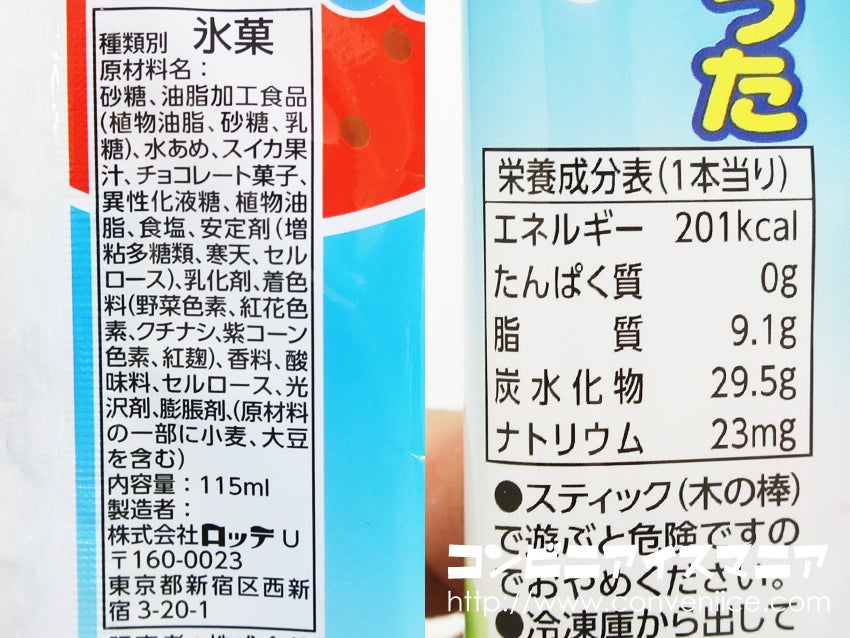 種類別 氷菓
原材料名：
砂糖、油脂加工食品
(植物油脂、砂糖、乳
糖)、水あめ、スイカ果
汁、チョコレート菓子、
異性化液糖、植物油
脂、食塩、安定剤(増
粘多糖類、寒天、セル
ロース)、乳化剤、着色
料(野菜色素、紅花色
素、クチナシ、紫コーン
色素、紅麹)、香料、酸
味料、セルロース、光
沢剤、膨脹剤、(原材料
の一部に小麦、大豆
を含む)
内容量：115ml
製造者：
株式会社ロッテ U
〒160-0023
東京都新宿区西新
宿 3-20-1
った
栄養成分表(1本当り)
エネルギー 201kcal
たんぱく質 0g
脂質 9.1g
炭水化物 29.5g
ナトリウム 23mg
●スティック(木の棒)
で遊ぶと危険ですの
でおやめください。
●冷凍庫から出して
コンビニアイスマニア
http://www.conveniice.com/